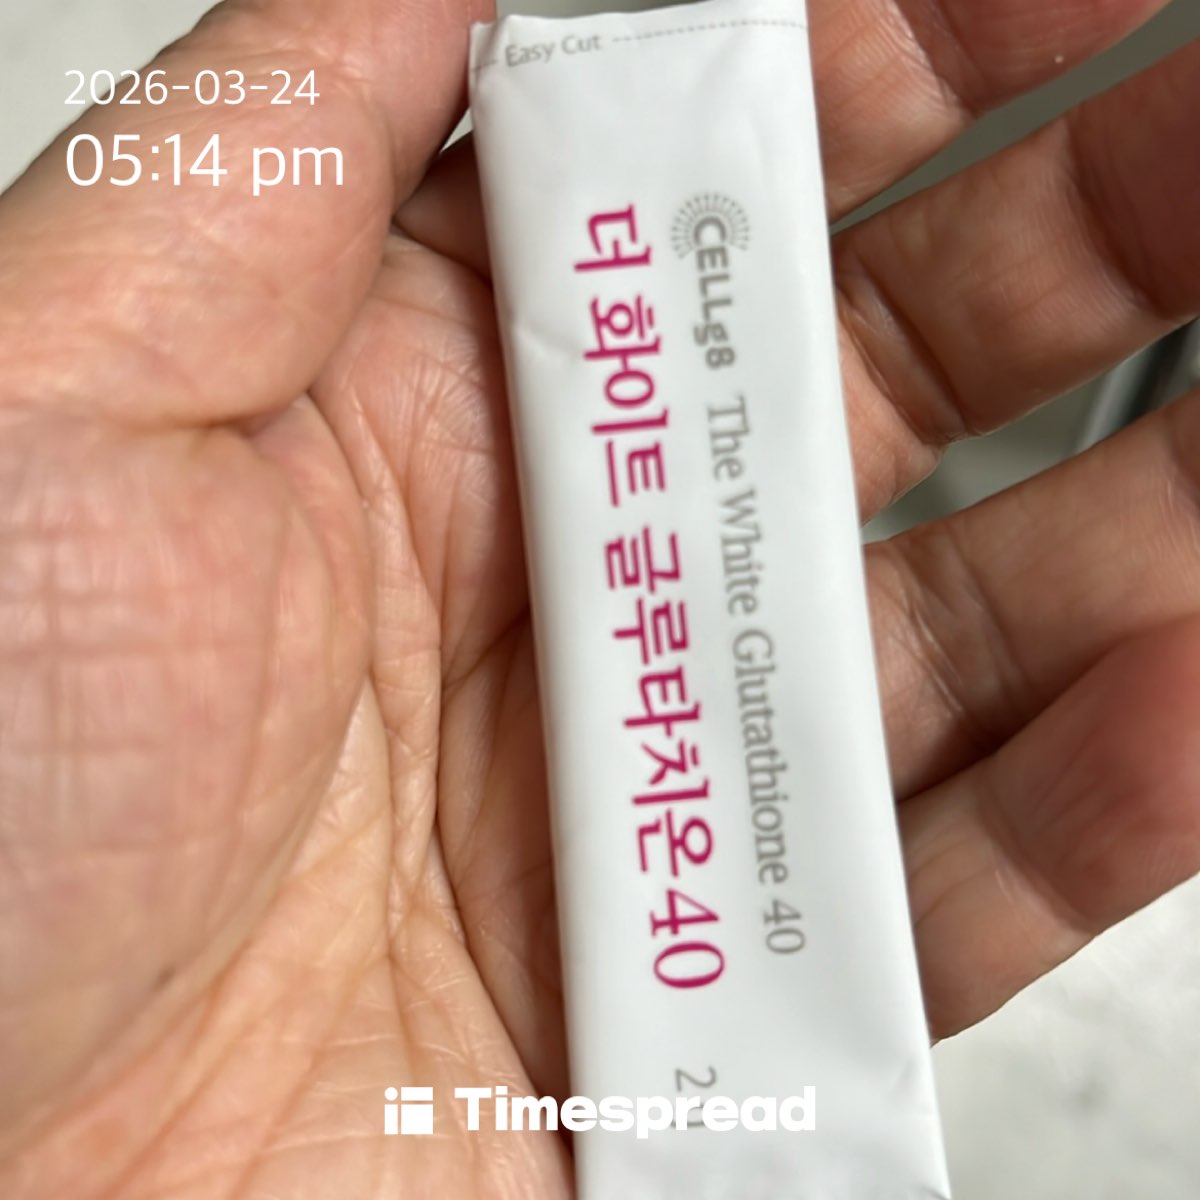 2026-03-24
05:14 pm
Easy Cut
CELLg8 The White Glutathione 40
더 화이트 글루타치온40
Timespread